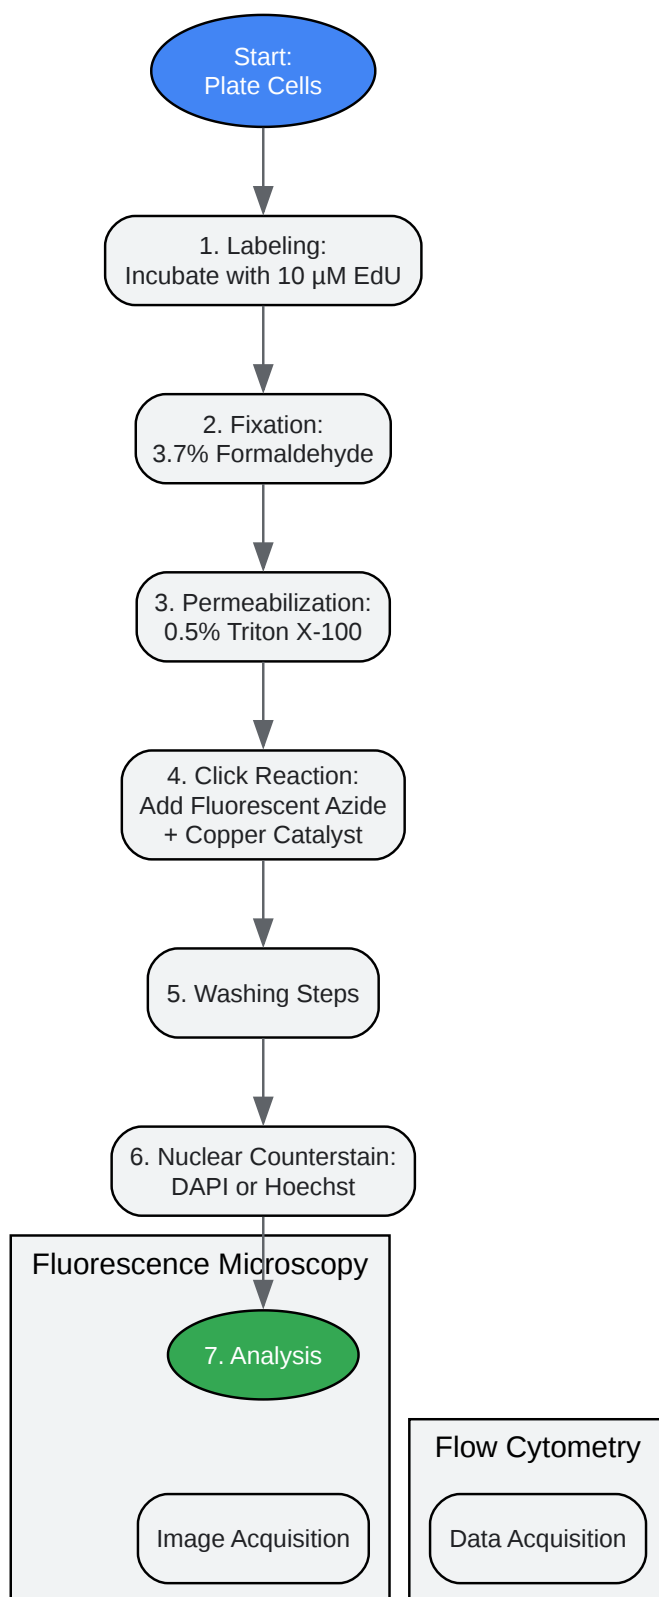 Start:
Plate Cells
1. Labeling:
Incubate with 10 µM EdU
2. Fixation:
3.7% Formaldehyde
3. Permeabilization:
0.5% Triton X-100
4. Click Reaction:
Add Fluorescent Azide
+ Copper Catalyst
5. Washing Steps
6. Nuclear Counterstain:
DAPI or Hoechst
Fluorescence Microscopy
7. Analysis
Flow Cytometry
Image Acquisition
Data Acquisition